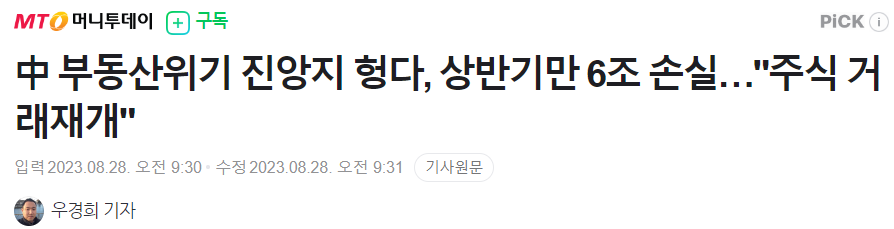 MTO 머니투데이 + 구독 PiCK i
中 부동산위기 진앙지 헝다, 상반기만 6조 손실…"주식 거
래재개"
입력 2023.08.28. 오전 9:30 수정 2023.08.28. 오전 9:31 기사원문
우경희 기자